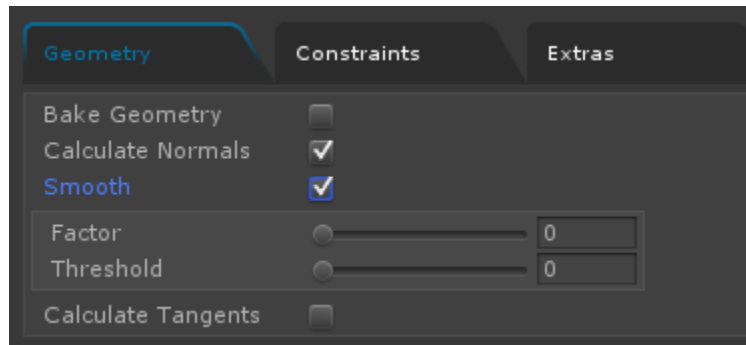 Geometry Constraints Extras
Bake Geometry
Calculate Normals
Smooth
Factor 0
Threshold 0
Calculate Tangents